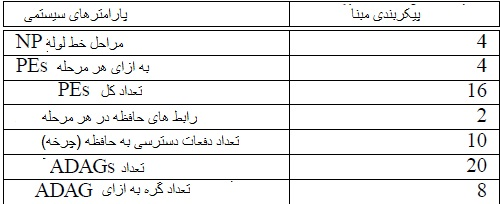 پارامترهای سیستمی پیکربندی مبنا
مراحل خط لوله NP 4
PEs به ازای هر مرحله 4
تعداد کل PEs 16
رابط های حافظه در هر مرحله 2
تعداد دفعات دسترسی به حافظه (چرخه) 10
تعداد ADAGs 20
تعداد گره به ازای ADAG 8